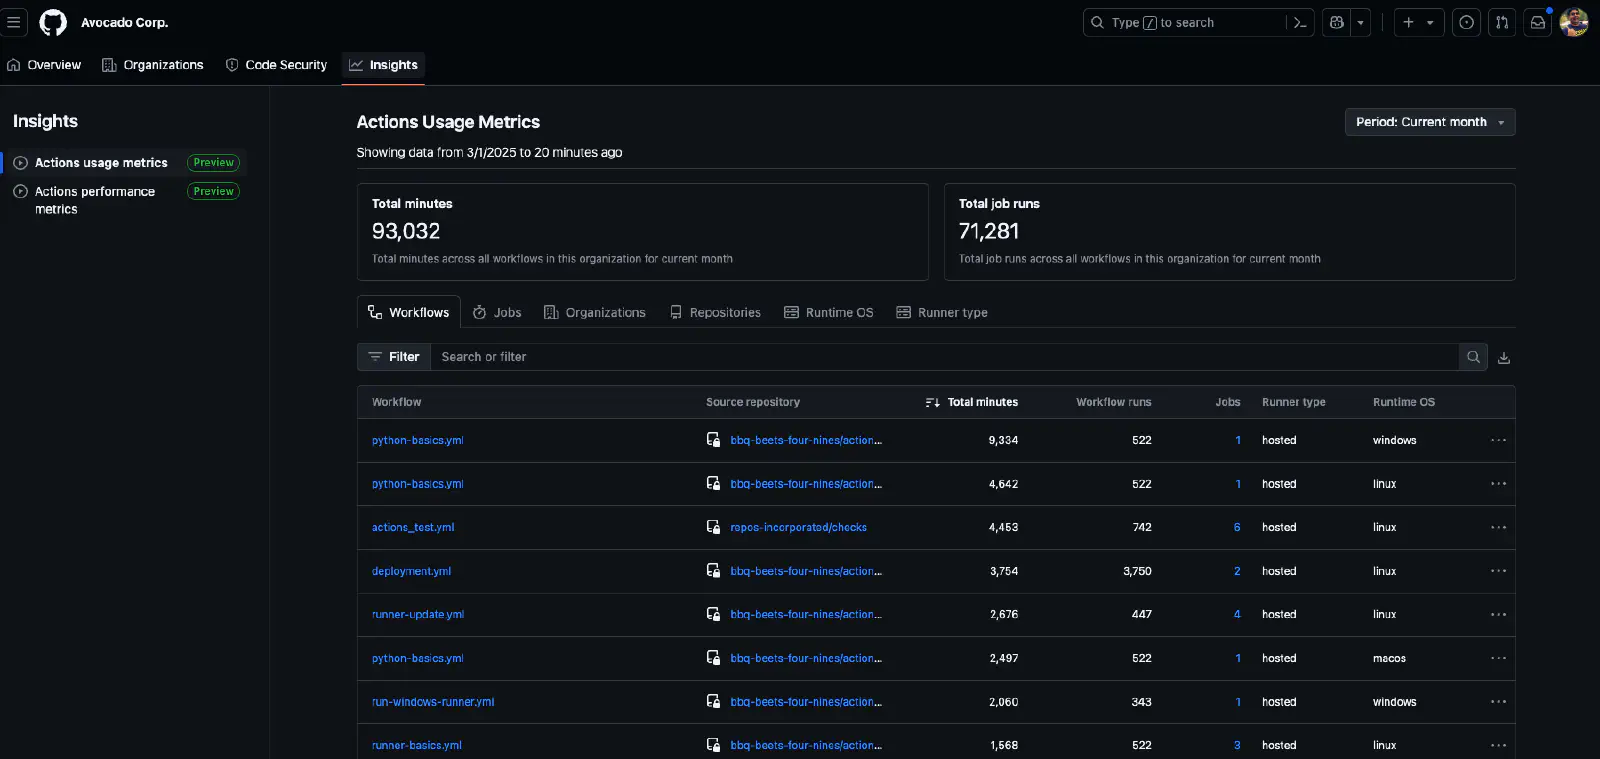 Avocado Corp.
Type / to search
Overview
Organizations
Code Security
Insights
Insights
Actions usage metrics Preview
Actions performance Preview
metrics
Actions Usage Metrics
Period: Current month
Showing data from 3/1/2025 to 20 minutes ago
Total minutes
93,032
Total minutes across all workflows in this organization for current month
Total job runs
71,281
Total job runs across all workflows in this organization for current month
Workflows Jobs Organizations Repositories Runtime OS Runner type
Filter Search or filter
Workflow Source repository Total minutes Workflow runs Jobs Runner type Runtime OS
python-basics.yml bbq-beets-four-nines/action... 9,334 522 1 hosted windows
python-basics.yml bbq-beets-four-nines/action... 4,642 522 1 hosted linux
actions_test.yml repos-incorporated/checks 4,453 742 6 hosted linux
deployment.yml bbq-beets-four-nines/action... 3,754 3,750 2 hosted linux
runner-update.yml bbq-beets-four-nines/action... 2,676 447 4 hosted linux
python-basics.yml bbq-beets-four-nines/action... 2,497 522 1 hosted macos
run-windows-runner.yml bbq-beets-four-nines/action... 2,060 343 1 hosted windows
runner-basics.yml bbq-beets-four-nines/action... 1,568 522 3 hosted linux